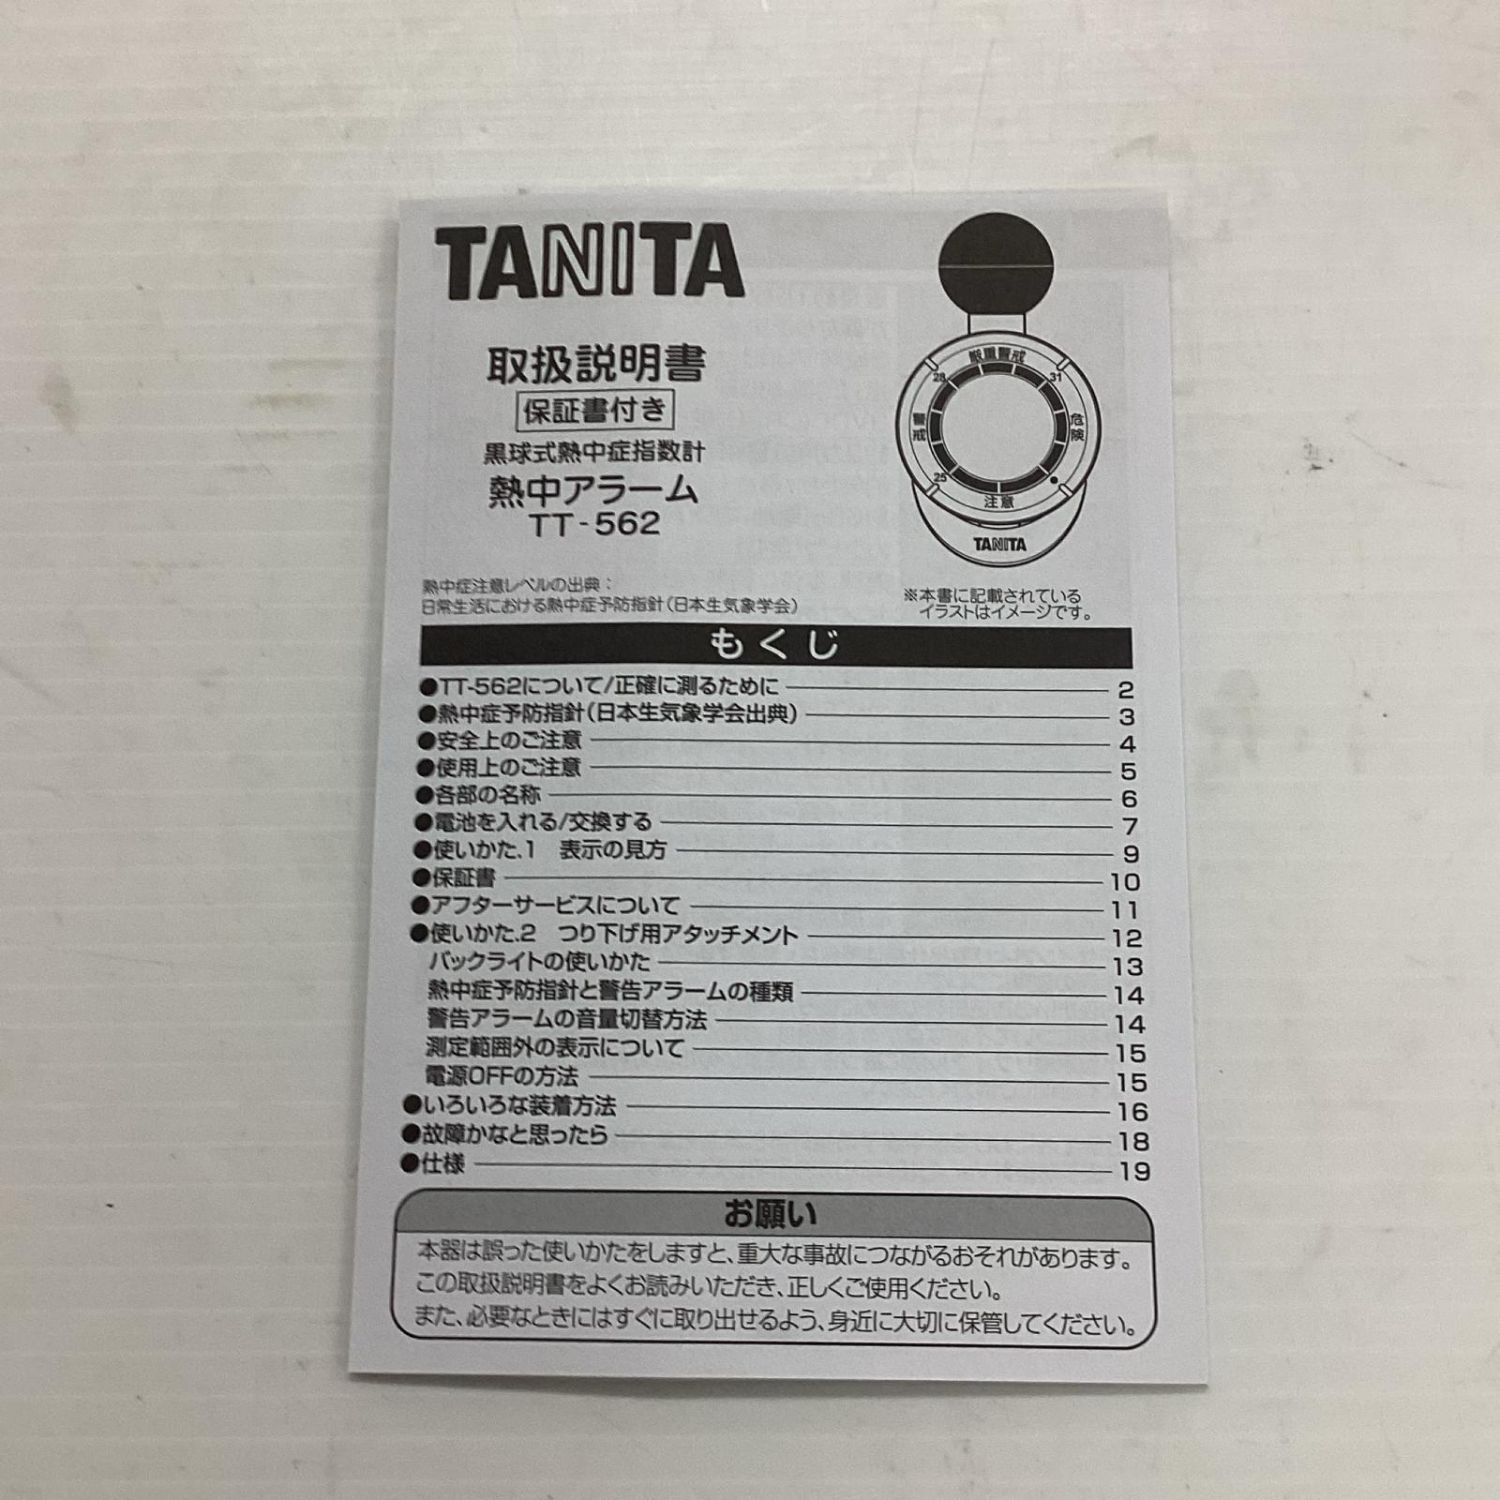 TANITA
取扱説明書
保証書付き
黒球式熱中症指数計
熱中アラーム
TT-562
厳重警戒
28
31
警戒
危険
25
注意
TANITA
熱中症注意レベルの出典：
日常生活における熱中症予防指針（日本生気象学会）
※本書に記載されている
イラストはイメージです。
もくじ
●TT-562について/正確に測るために 2
●熱中症予防指針（日本生気象学会出典） 3
●安全上のご注意 4
●使用上のご注意 5
●各部の名称 6
●電池を入れる/交換する 7
●使いかた.1　表示の見方 9
●保証書 10
●アフターサービスについて 11
●使いかた.2　つり下げ用アタッチメント 12
バックライトの使いかた 13
熱中症予防指針と警告アラームの種類 14
警告アラームの音量切替方法 14
測定範囲外の表示について 15
電源OFFの方法 15
●いろいろな装着方法 16
●故障かなと思ったら 18
●仕様 19
お願い
本器は誤った使いかたをしますと、重大な事故につながるおそれがあります。
この取扱説明書をよくお読みいただき、正しくご使用ください。
また、必要なときにはすぐに取り出せるよう、身近に大切に保管してください。